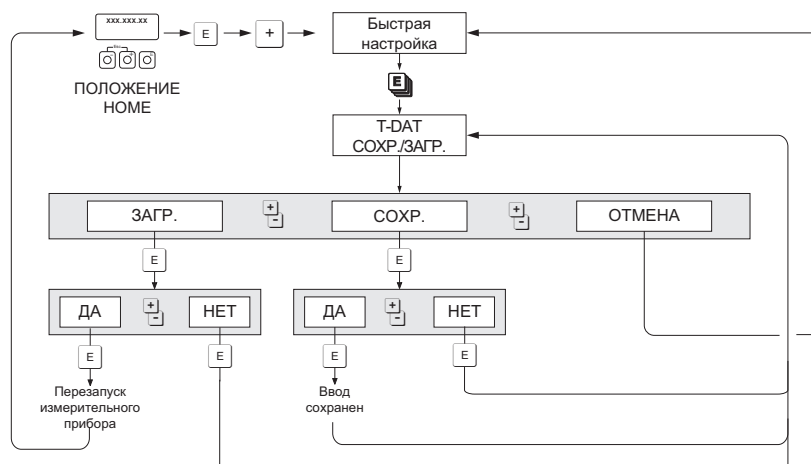 xxx.xxx.xx
Esc
E
+
Быстрая
настройка
- + E
ПОЛОЖЕНИЕ
HOME
E
T-DAT
СОХР./ЗАГР.
ЗАГР.
+
-
СОХР.
+
-
ОТМЕНА
E
E
ДА
+
-
НЕТ
ДА
+
-
НЕТ
E
E
E
E
Перезапуск
измерительного
прибора
Ввод
сохранен